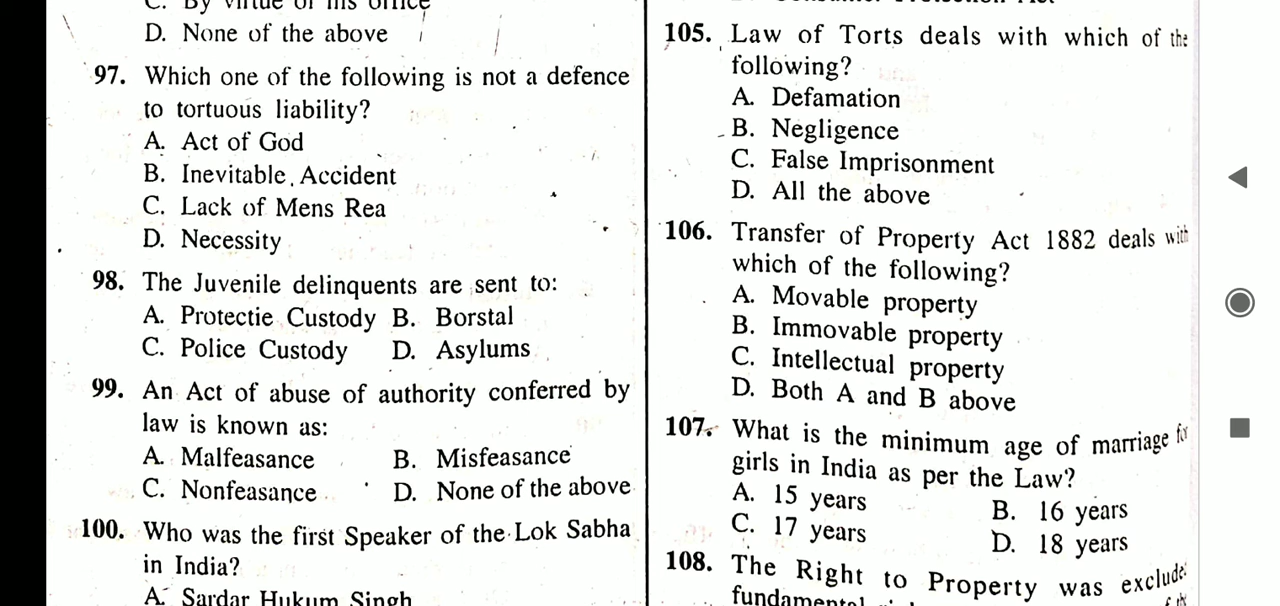 C. By virtue of his office
D. None of the above
97. Which one of the following is not a defence
to tortuous liability?
A. Act of God
B. Inevitable Accident
C. Lack of Mens Rea
D. Necessity
98. The Juvenile delinquents are sent to:
A. Protectie Custody B. Borstal
C. Police Custody D. Asylums
99. An Act of abuse of authority conferred by
law is known as:
A. Malfeasance B. Misfeasance
C. Nonfeasance D. None of the above
100. Who was the first Speaker of the Lok Sabha
in India?
A. Sardar Hukum Singh
105. Law of Torts deals with which of the
following?
A. Defamation
B. Negligence
C. False Imprisonment
D. All the above
106. Transfer of Property Act 1882 deals with
which of the following?
A. Movable property
B. Immovable property
C. Intellectual property
D. Both A and B above
107. What is the minimum age of marriage for
girls in India as per the Law?
A. 15 years B. 16 years
C. 17 years D. 18 years
108. The Right to Property was
fundamental